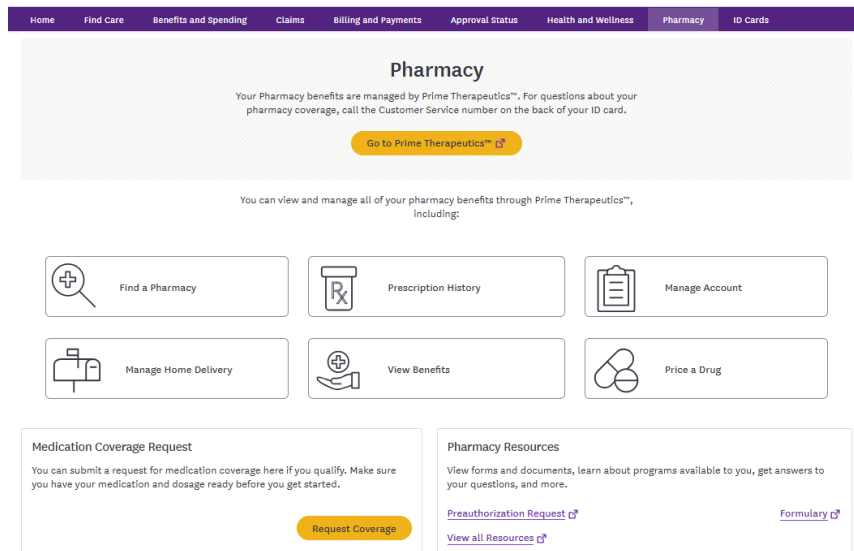 Home Find Care Benefits and Spending Claims Billing and Payments Approval Status Health and Wellness Pharmacy ID Cards
Pharmacy
Your Pharmacy benefits are managed by Prime Therapeutics™. For questions about your
pharmacy coverage, call the Customer Service number on the back of your ID card.
Go to Prime Therapeutics™
You can view and manage all of your pharmacy benefits through Prime Therapeutics™,
including:
Find a Pharmacy
Rx
Prescription History
Manage Account
Manage Home Delivery
View Benefits
Price a Drug
Medication Coverage Request
You can submit a request for medication coverage here if you qualify. Make sure
you have your medication and dosage ready before you get started.
Request Coverage
Pharmacy Resources
View forms and documents, learn about programs available to you, get answers to
your questions, and more.
Preauthorization Request
Formulary
View all Resources